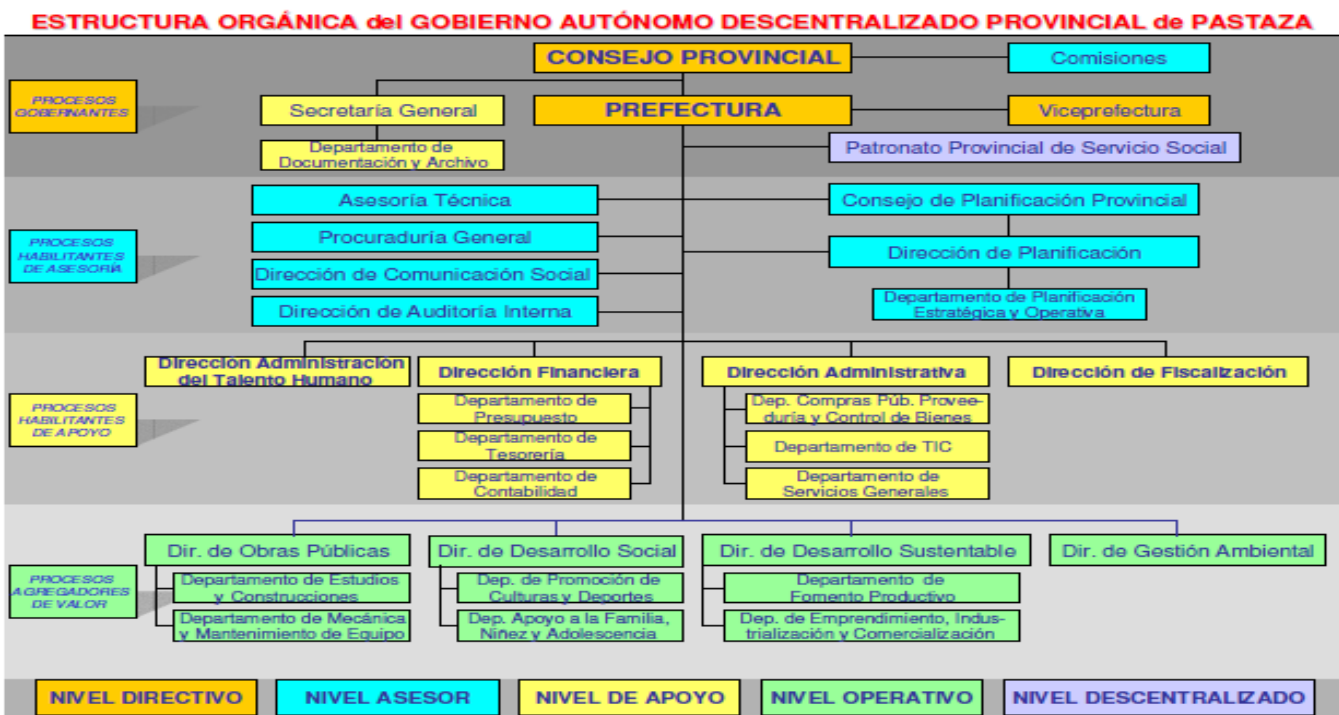 ESTRUCTURA ORGÁNICA del GOBIERNO AUTÓNOMO DESCENTRALIZADO PROVINCIAL de PASTAZA
CONSEJO PROVINCIAL
Comisiones
PROCESOS
GOBERNANTES
Secretaría General
PREFECTURA
Viceprefectura
Departamento de
Documentación y Archivo
Patronato Provincial de Servicio Social
Asesoría Técnica
Consejo de Planificación Provincial
PROCESOS
HABILITANTES
DE ASESORÍA
Procuraduría General
Dirección de Planificación
Dirección de Comunicación Social
Dirección de Auditoría Interna
Departamento de Planificación
Estratégica y Operativa
Dirección Administración
del Talento Humano
Dirección Financiera
Dirección Administrativa
Dirección de Fiscalización
PROCESOS
HABILITANTES
DE APOYO
Departamento de
Presupuesto
Dep. Compras Púb. Provee-
duría y Control de Bienes
Departamento de
Tesorería
Departamento de TIC
Departamento de
Contabilidad
Departamento de
Servicios Generales
Dir. de Obras Públicas
Dir. de Desarrollo Social
Dir. de Desarrollo Sustentable
Dir. de Gestión Ambiental
PROCESOS
AGREGADORES
DE VALOR
Departamento de Estudios
y Construcciones
Dep. de Promoción de
Culturas y Deportes
Departamento de
Fomento Productivo
Departamento de Mecánica
y Mantenimiento de Equipo
Dep. Apoyo a la Familia,
Niñez y Adolescencia
Dep. de Emprendimiento, Indus-
trialización y Comercialización
NIVEL DIRECTIVO
NIVEL ASESOR
NIVEL DE APOYO
NIVEL OPERATIVO
NIVEL DESCENTRALIZADO